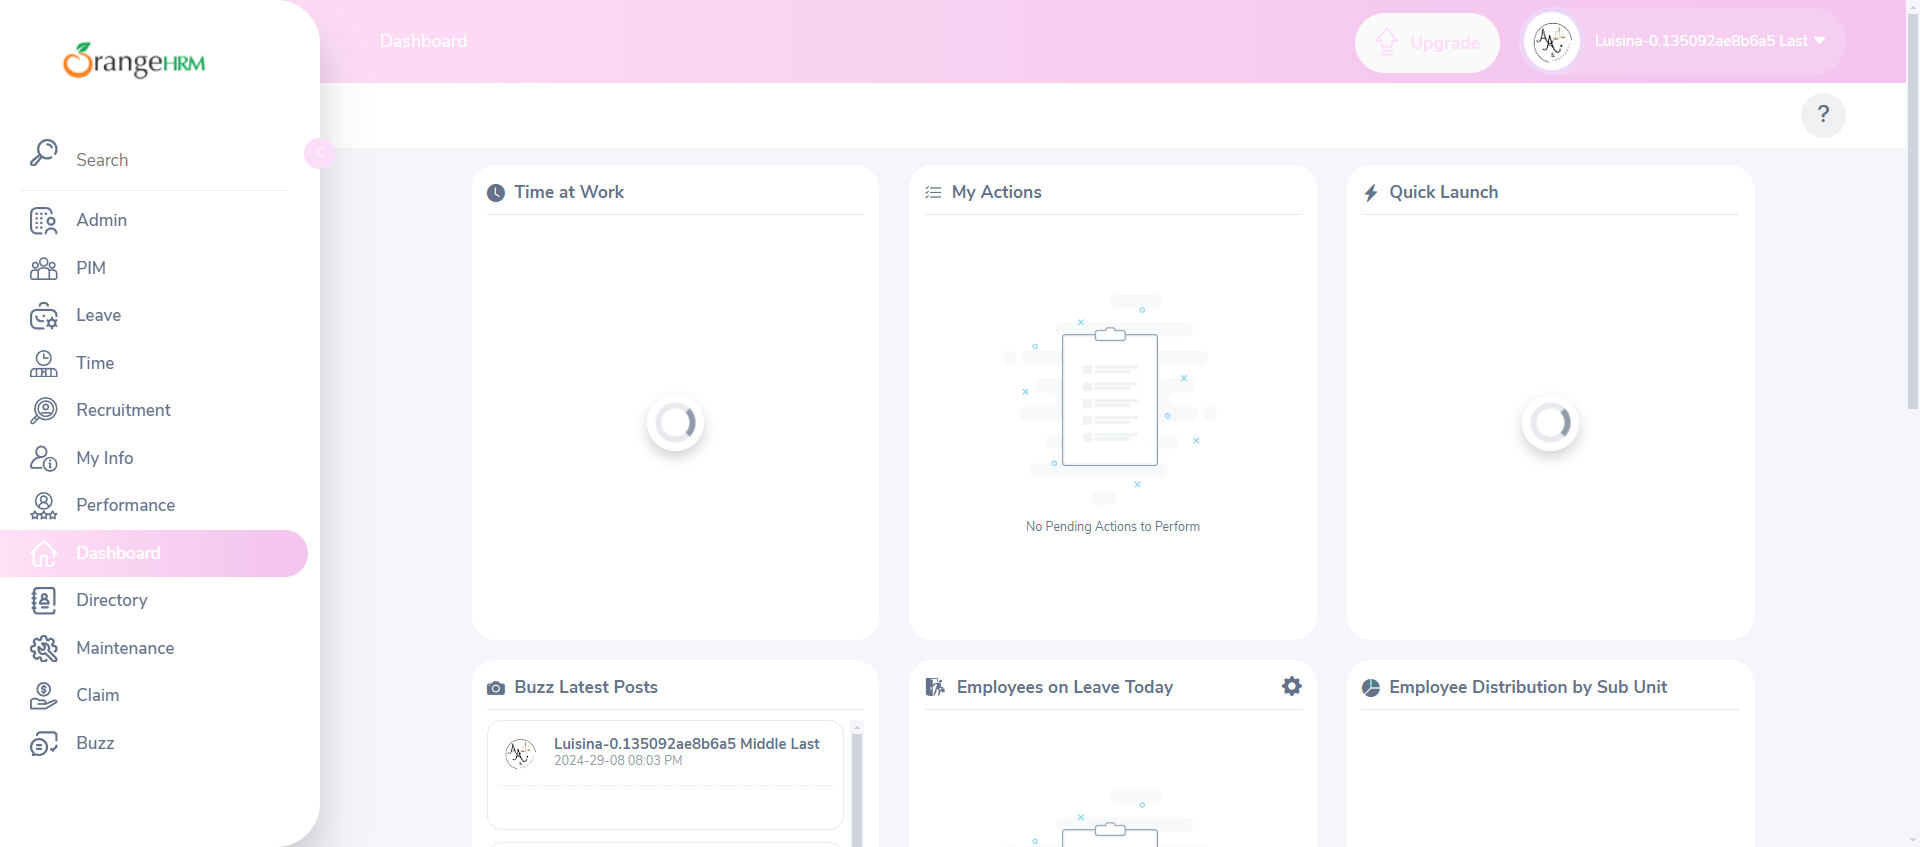 OrangeHRM
Dashboard
Upgrade
Luisina-0.135092ae8b6a5 Last
?
Search
Admin
PIM
Leave
Time
Recruitment
My Info
Performance
Dashboard
Directory
Maintenance
Claim
Buzz
Time at Work
My Actions
No Pending Actions to Perform
Quick Launch
Buzz Latest Posts
Luisina-0.135092ae8b6a5 Middle Last
2024-29-08 08:03 PM
Employees on Leave Today
Employee Distribution by Sub Unit